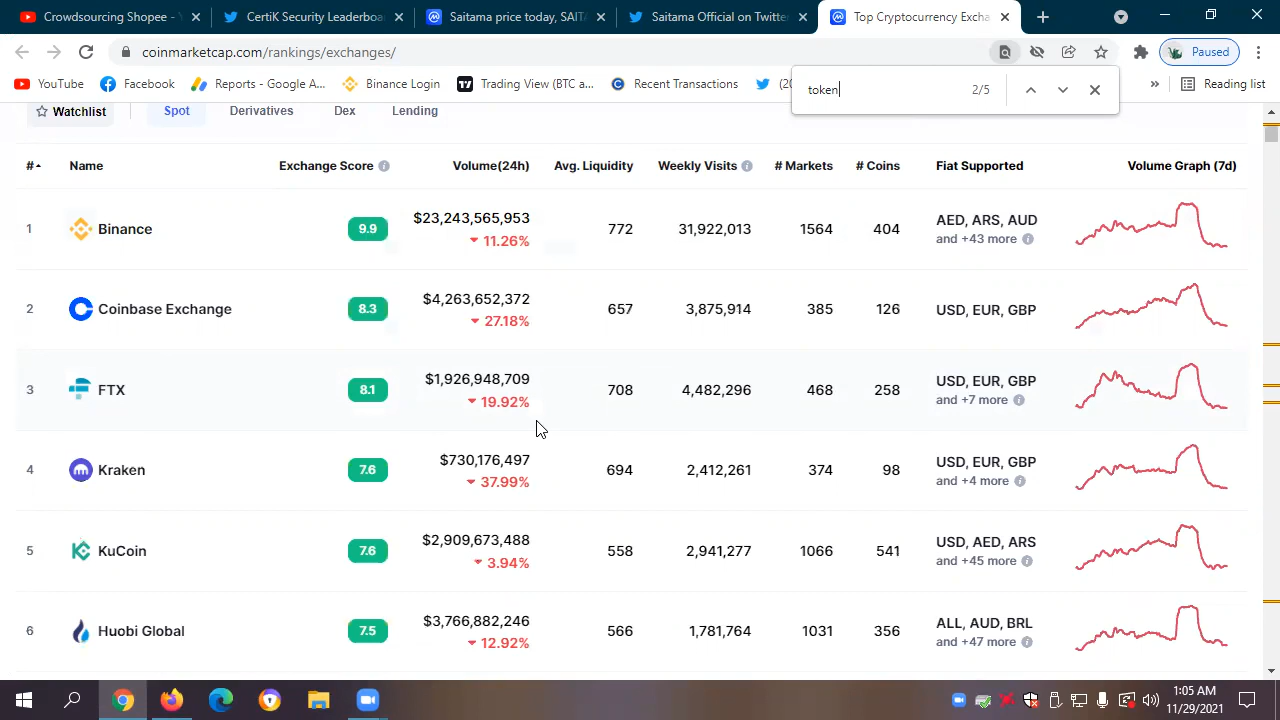 Crowdsourcing Shopee -
CertiK Security Leaderboa
Saitama price today, SAIT
Saitama Official on Twitter
Top Cryptocurrency Excha
coinmarketcap.com/rankings/exchanges/
Paused
YouTube
Facebook
Reports - Google A...
Binance Login
Trading View (BTC a...
Recent Transactions
Reading list
token
2/5
Watchlist
Spot
Derivatives
Dex
Lending
#
Name
Exchange Score
Volume(24h)
Avg. Liquidity
Weekly Visits
# Markets
# Coins
Fiat Supported
Volume Graph (7d)
1 Binance 9.9 $23,243,565,953 772 31,922,013 1564 404 AED, ARS, AUD
11.26% and +43 more
2 Coinbase Exchange 8.3 $4,263,652,372 657 3,875,914 385 126 USD, EUR, GBP
27.18%
3 FTX 8.1 $1,926,948,709 708 4,482,296 468 258 USD, EUR, GBP
19.92% and +7 more
4 Kraken 7.6 $730,176,497 694 2,412,261 374 98 USD, EUR, GBP
37.99% and +4 more
5 KuCoin 7.6 $2,909,673,488 558 2,941,277 1066 541 USD, AED, ARS
3.94% and +45 more
6 Huobi Global 7.5 $3,766,882,246 566 1,781,764 1031 356 ALL, AUD, BRL
12.92% and +47 more
1:05 AM
11/29/2021